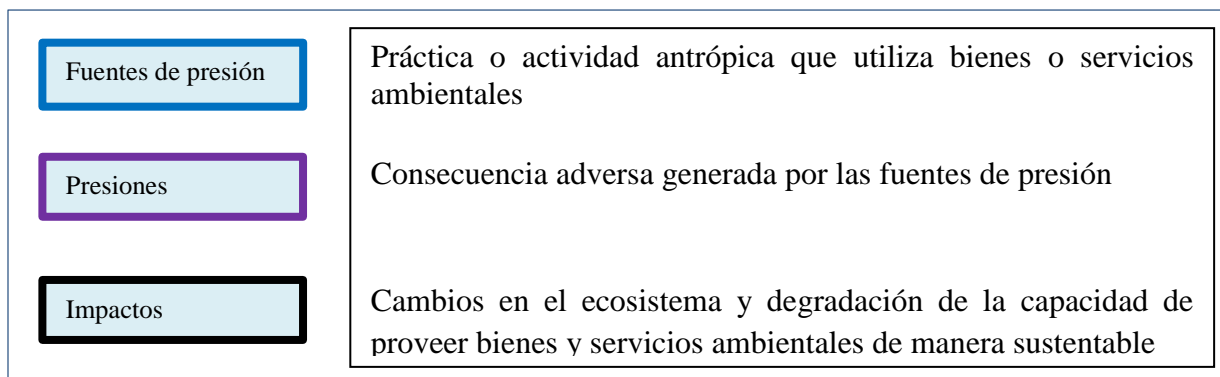 Fuentes de presión
Práctica o actividad antrópica que utiliza bienes o servicios
ambientales
Presiones
Consecuencia adversa generada por las fuentes de presión
Impactos
Cambios en el ecosistema y degradación de la capacidad de
proveer bienes y servicios ambientales de manera sustentable